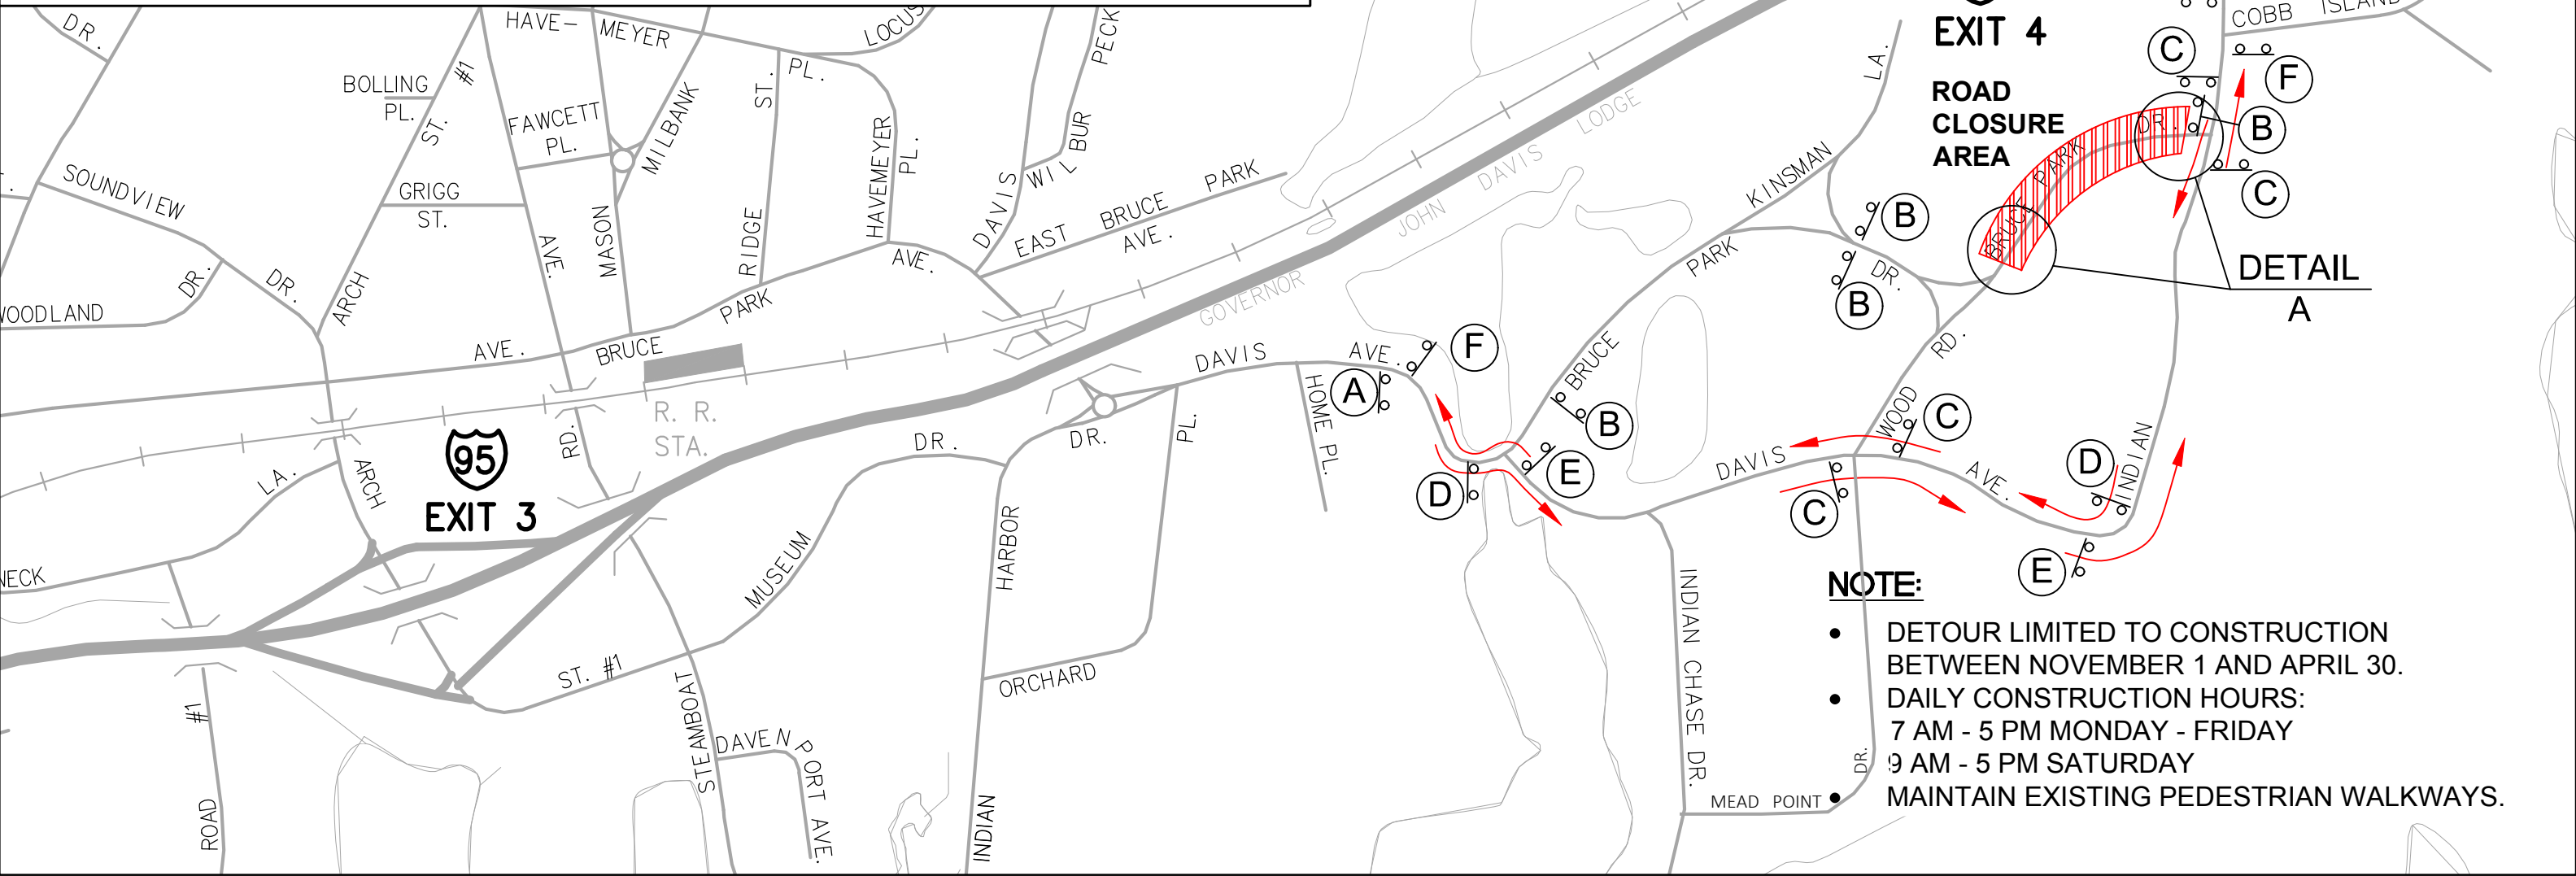 DR.
HAVE-
MEYER
LOCUS
PECK
EXIT 4
COBB ISLAND
BOLLING
PL.
#1
ST.
FAWCETT
PL.
MILBANK
ST.
PL.
HAVEMEYER
PL.
WIL BUR
LODGE
DAVIS
JOHN
GOVERNOR
LA.
C
F
B
C
ROAD
CLOSURE
AREA
DR.
PARK
BRUCE
DETAIL
A
SOUNDVIEW
DR.
DR.
WOODLAND
GRIGG
ST.
ARCH
AVE.
MASON
RIDGE
DAVIS
EAST BRUCE PARK
AVE.
AVE.
PARK
BRUCE
AVE.
KINSMAN
PARK
BRUCE
B
DR.
B
RD.
WOOD
R. R.
STA.
RD.
95
EXIT 3
LA.
ARCH
NECK
DAVIS
AVE.
HOME PL.
A
F
B
D
E
DAVIS
AVE.
C
C
D
INDIAN
E
DR.
DR.
PL.
MUSEUM
HARBOR
ORCHARD
ST. #1
#1
ROAD
STEAMBOAT
DAVEN PORT AVE.
INDIAN
INDIAN CHASE DR.
MEAD POINT
DR.
NOTE:
• DETOUR LIMITED TO CONSTRUCTION
BETWEEN NOVEMBER 1 AND APRIL 30.
• DAILY CONSTRUCTION HOURS:
7 AM - 5 PM MONDAY - FRIDAY
9 AM - 5 PM SATURDAY
• MAINTAIN EXISTING PEDESTRIAN WALKWAYS.